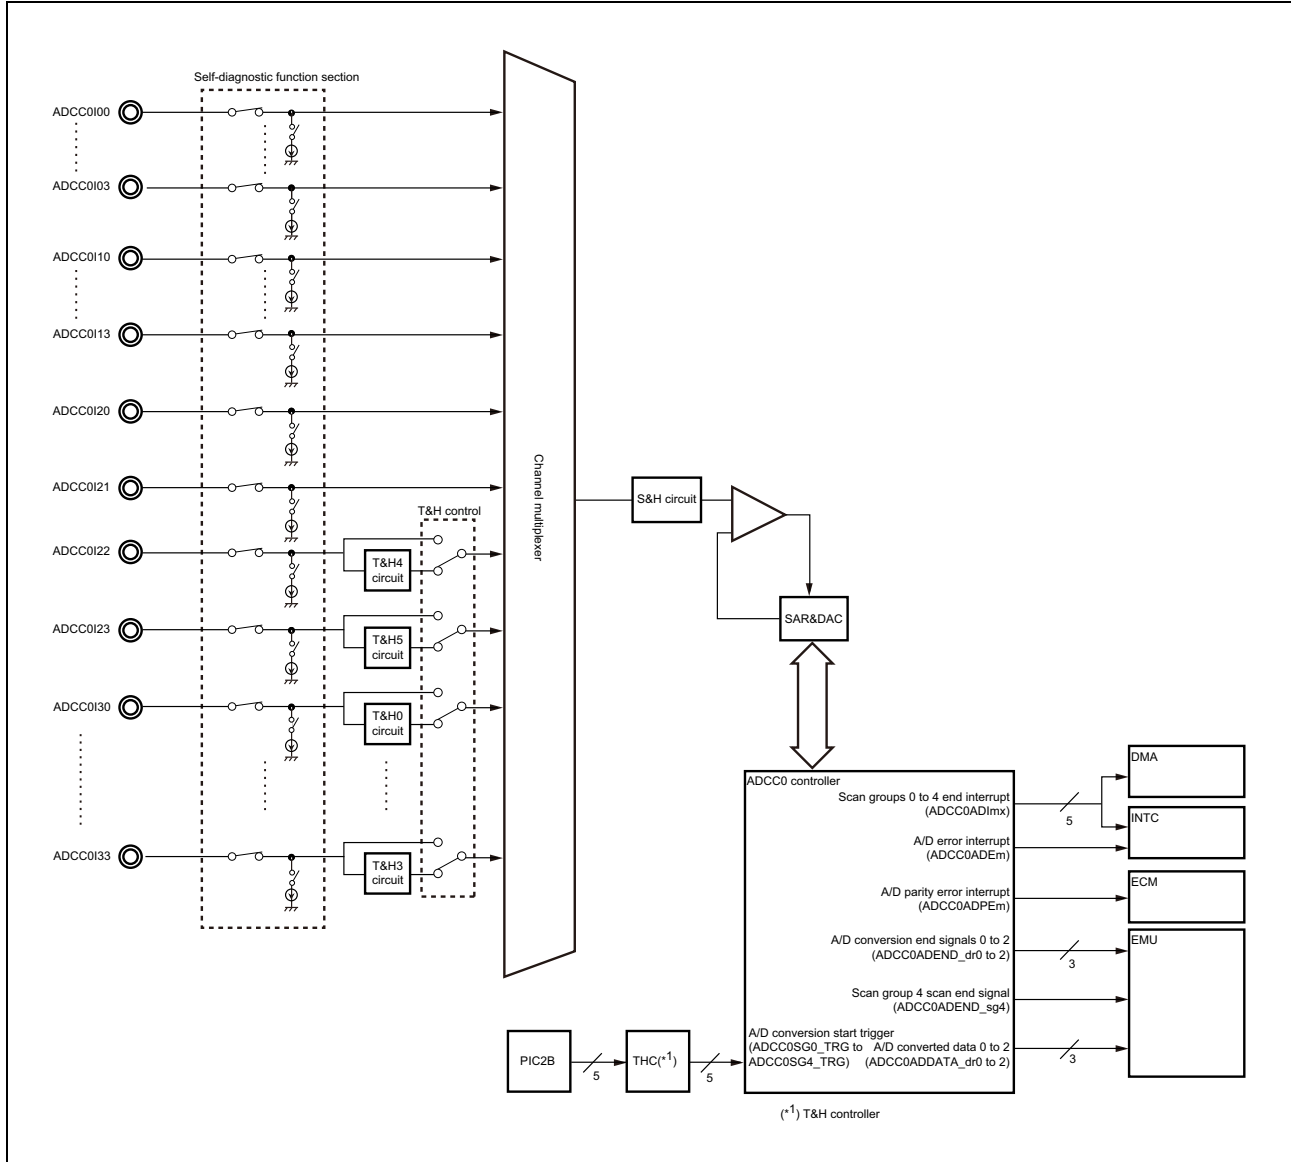 Self-diagnostic function section
ADCC0I00
ADCC0I03
ADCC0I10
ADCC0I13
ADCC0I20
ADCC0I21
T&H control
ADCC0I22
T&H4
circuit
ADCC0I23
T&H5
circuit
ADCC0I30
T&H0
circuit
ADCC0I33
T&H3
circuit
Channel multiplexer
S&H circuit
SAR&DAC
ADCC0 controller
Scan groups 0 to 4 end interrupt
(ADCC0ADImx)
5
DMA
INTC
A/D error interrupt
(ADCC0ADEm)
A/D parity error interrupt
(ADCC0ADPEm)
ECM
A/D conversion end signals 0 to 2
(ADCC0ADEND_dr0 to 2)
3
EMU
Scan group 4 scan end signal
(ADCC0ADEND_sg4)
A/D conversion start trigger
(ADCC0SG0_TRG to
ADCC0SG4_TRG)
A/D converted data 0 to 2
(ADCC0ADDATA_dr0 to 2)
3
PIC2B
5
THC(*1)
5
(*1) T&H controller